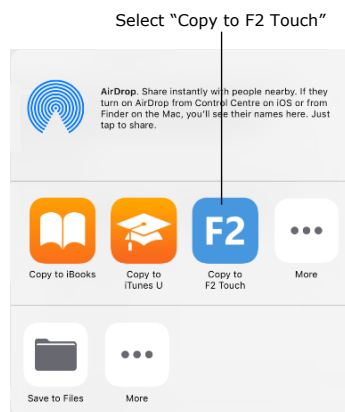 Select “Copy to F2 Touch”
AirDrop. Share instantly with people nearby. If they
turn on AirDrop from Control Centre on iOS or from
Finder on the Mac, you'll see their names here. Just
tap to share.
F2
Copy to iBooks
Copy to
iTunes U
Copy to
F2 Touch
More
Save to Files
More